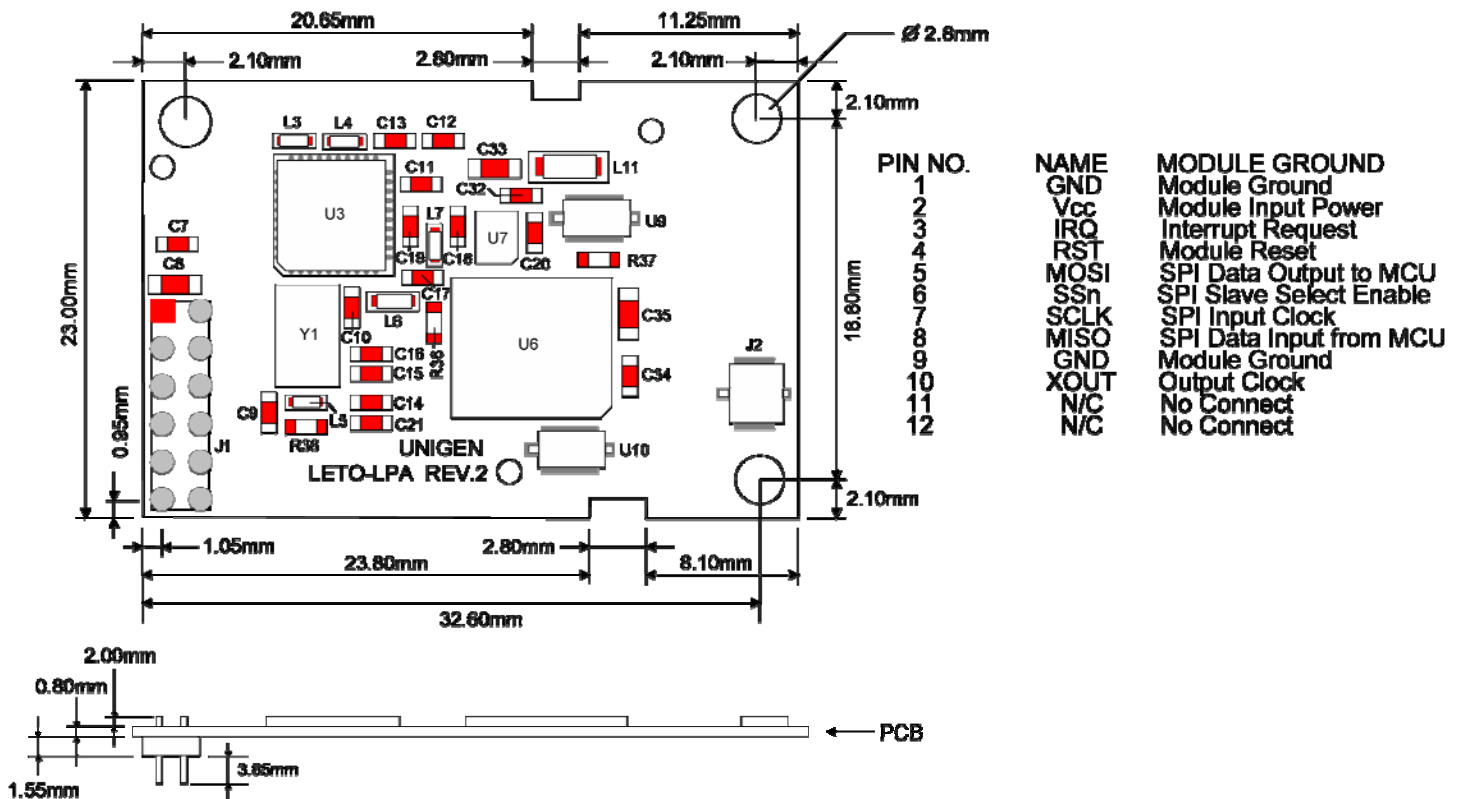 20.65mm
11.25mm
Ø 2.8mm
2.10mm
2.80mm
2.10mm
2.10mm
L3
L4
C13
C12
C33
L11
C11
C32
U3
L7
U7
U9
C7
C19
C18
C20
R37
C8
C17
23.00mm
18.80mm
C10
L6
R36
C35
Y1
U6
J2
C16
C15
C34
C9
C14
L5
C21
R38
J1
0.95mm
UNIGEN
U10
LETO-LPA REV.2
2.10mm
1.05mm
2.80mm
23.80mm
8.10mm
32.60mm
PIN NO. NAME MODULE GROUND
1 GND Module Ground
2 Vcc Module Input Power
3 IRQ Interrupt Request
4 RST Module Reset
5 MOSI SPI Data Output to MCU
6 SSn SPI Slave Select Enable
7 SCLK SPI Input Clock
8 MISO SPI Data Input from MCU
9 GND Module Ground
10 XOUT Output Clock
11 N/C No Connect
12 N/C No Connect
2.00mm
0.80mm
PCB
3.65mm
1.55mm